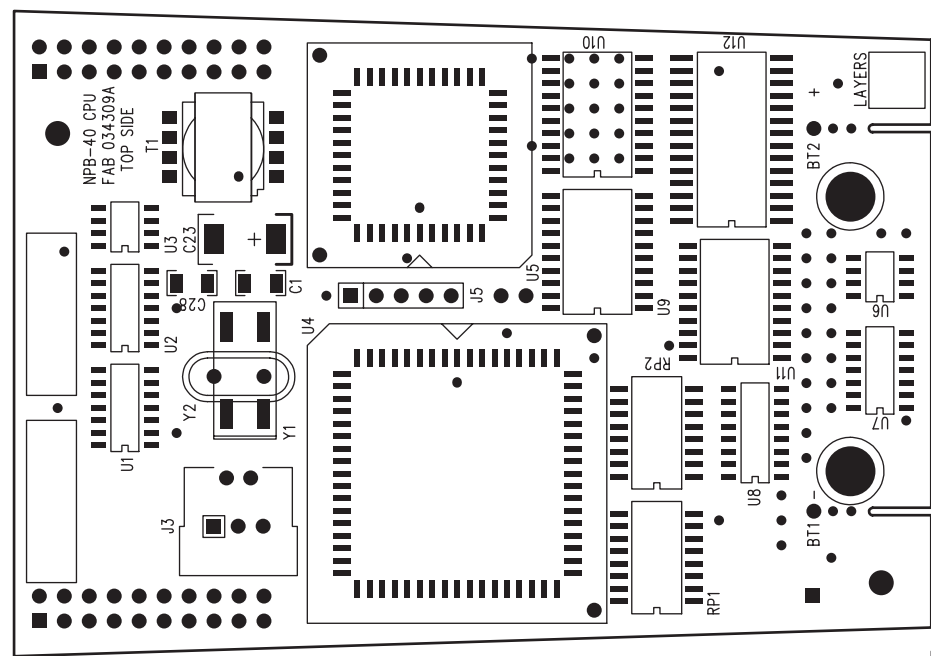 NPB-40 CPU
FAB 034309A
TOP SIDE
T1
U10
U12
LAYERS
+
BT2
U3
C23
+
C28
C1
J5
U5
U4
U9
U6
U2
RP2
U11
U7
Y2
Y1
U1
U8
J3
BT1
-
RP1